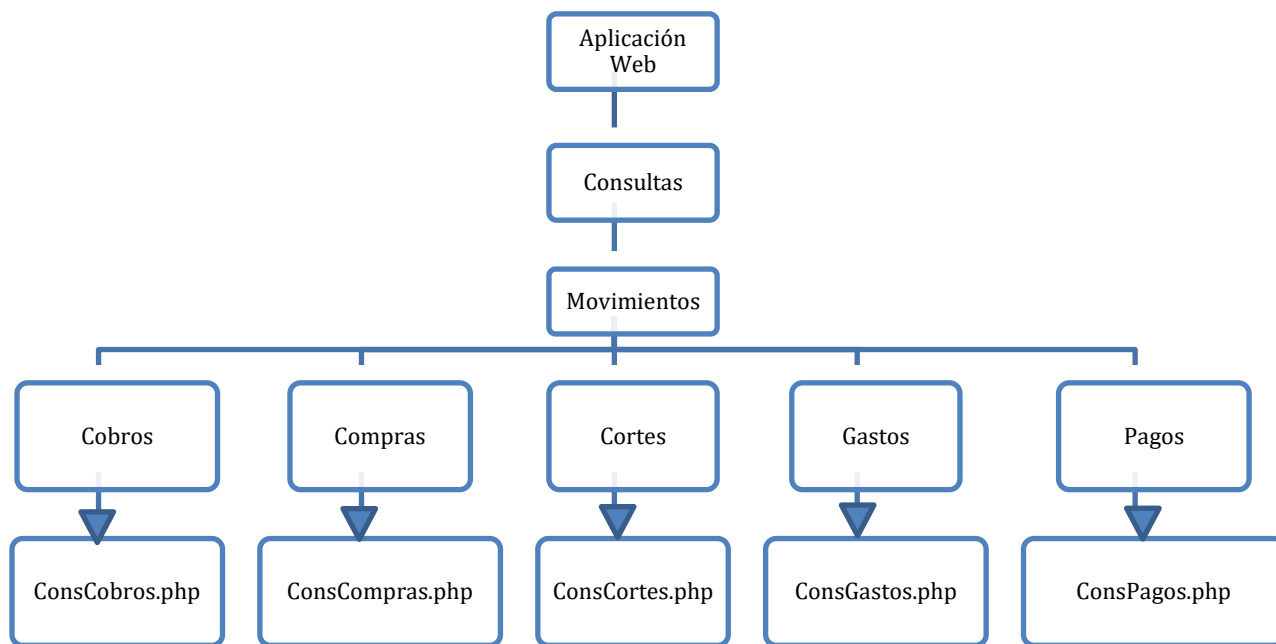 Aplicación
Web
Consultas
Movimientos
Cobros
Compras
Cortes
Gastos
Pagos
ConsCobros.php
ConsCompras.php
ConsCortes.php
ConsGastos.php
ConsPagos.php